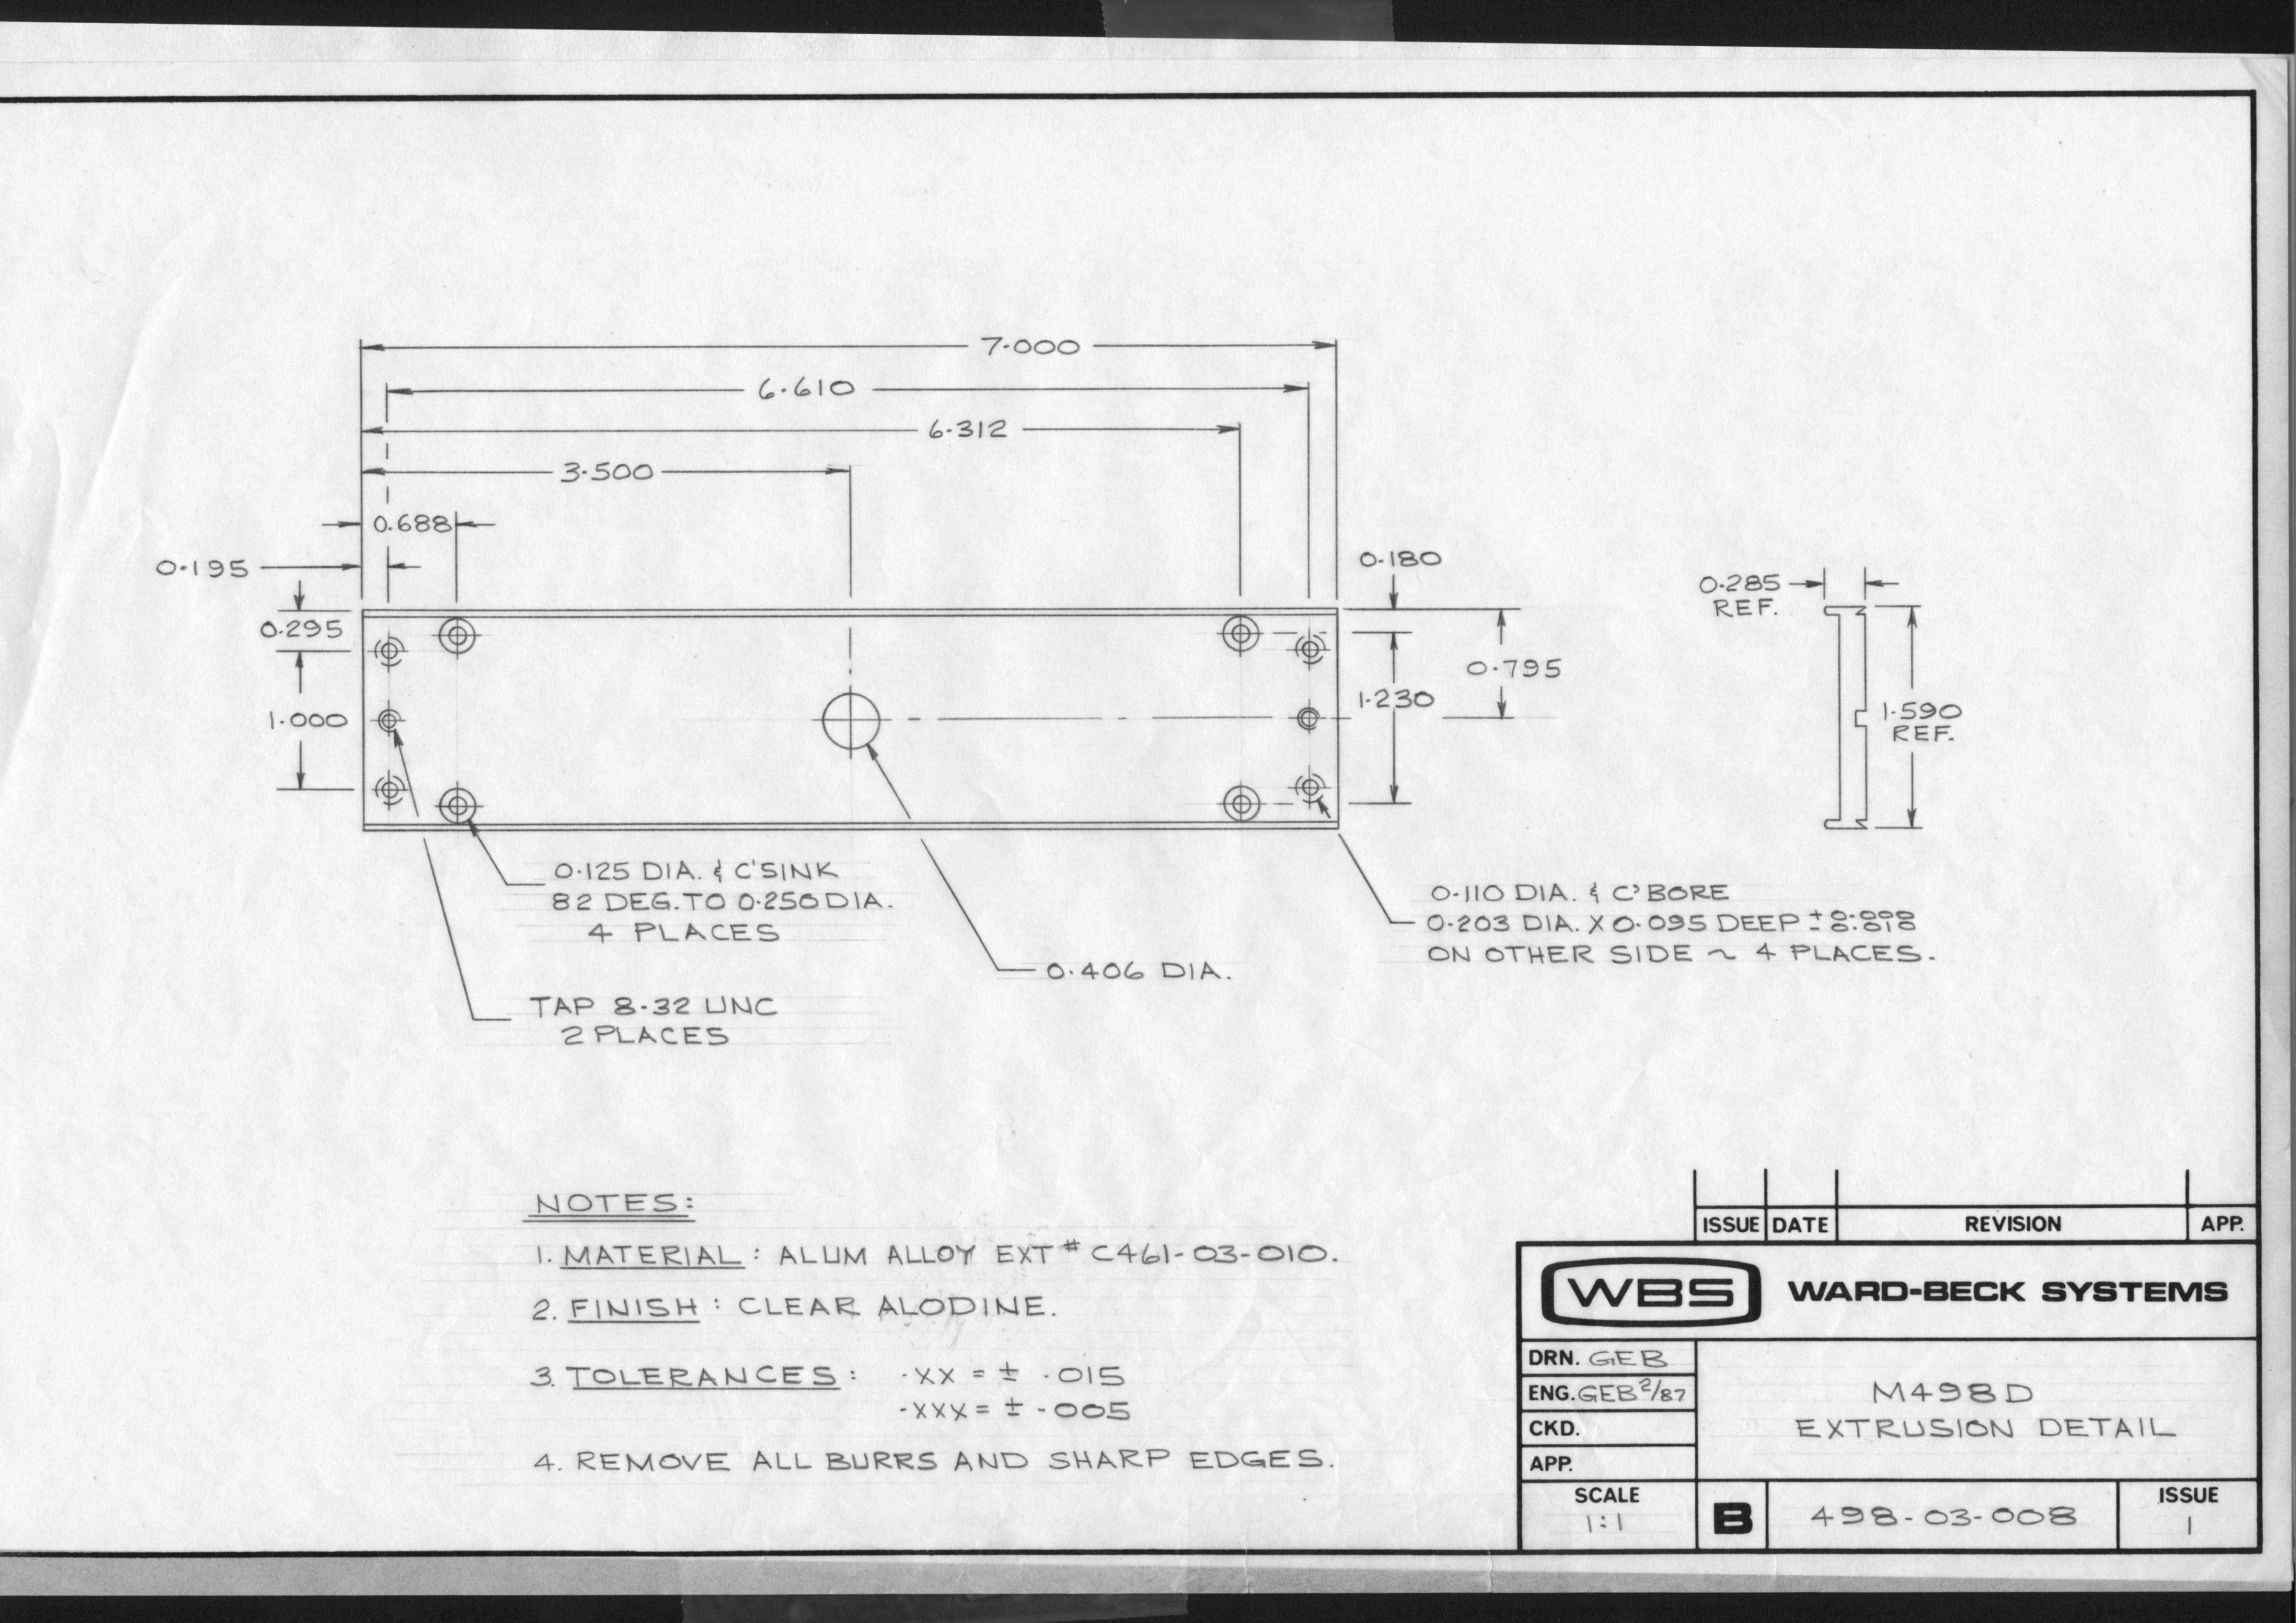 7.000
6.610
6.312
3.500
0.688
0.195
0.180
0.285
REF.
0.295
0.795
1.230
1.000
1.590
REF.
0.125 DIA. & C'SINK
82 DEG. TO 0.250 DIA.
4 PLACES
0.110 DIA. & C'BORE
0.203 DIA. X 0.095 DEEP + 0.000 - 0.010
ON OTHER SIDE ~ 4 PLACES.
0.406 DIA.
TAP 8-32 UNC
2 PLACES
NOTES:
1. MATERIAL: ALUM ALLOY EXT # C461-03-010.
2. FINISH: CLEAR ALODINE.
3. TOLERANCES: .XX = ± .015
.XXX = ± .005
4. REMOVE ALL BURRS AND SHARP EDGES.
ISSUE DATE REVISION APP.
WBS WARD-BECK SYSTEMS
DRN. GEB
ENG. GEB 2/87
CKD.
APP.
M498D
EXTRUSION DETAIL
SCALE
1:1
B
498-03-008
ISSUE
1